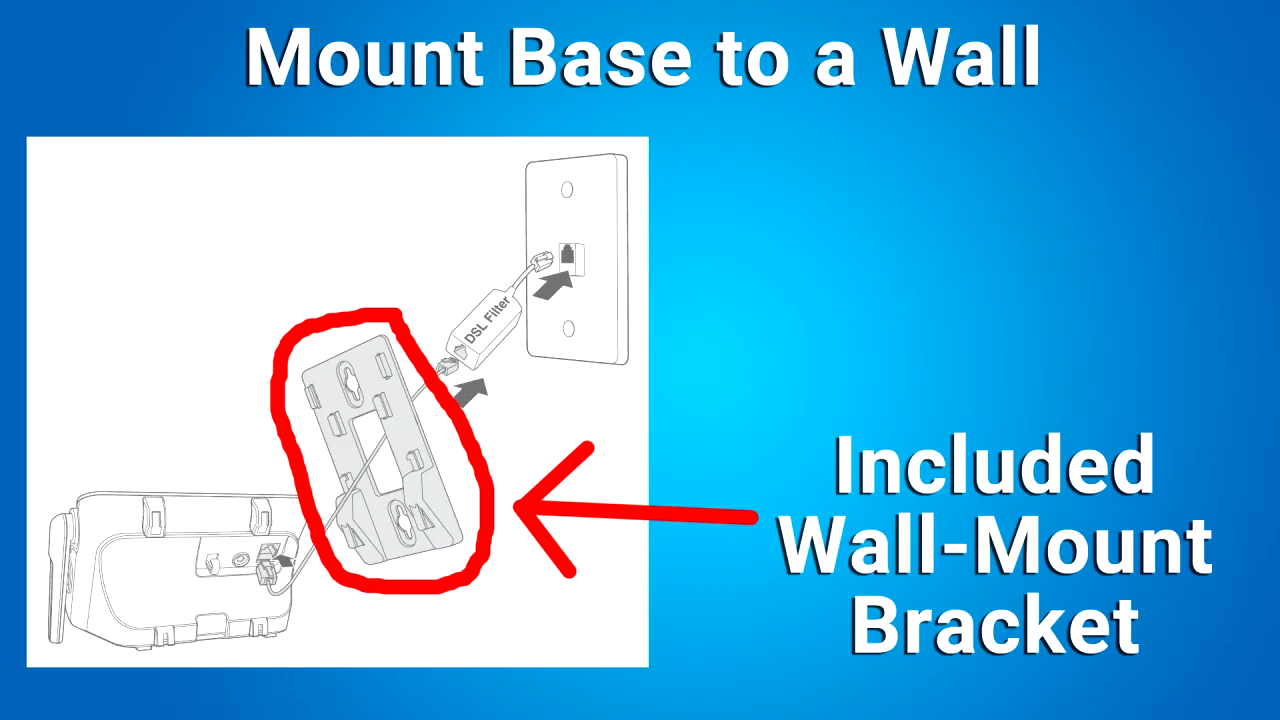 Mount Base to a Wall
DSL Filter
Included
Wall-Mount
Bracket